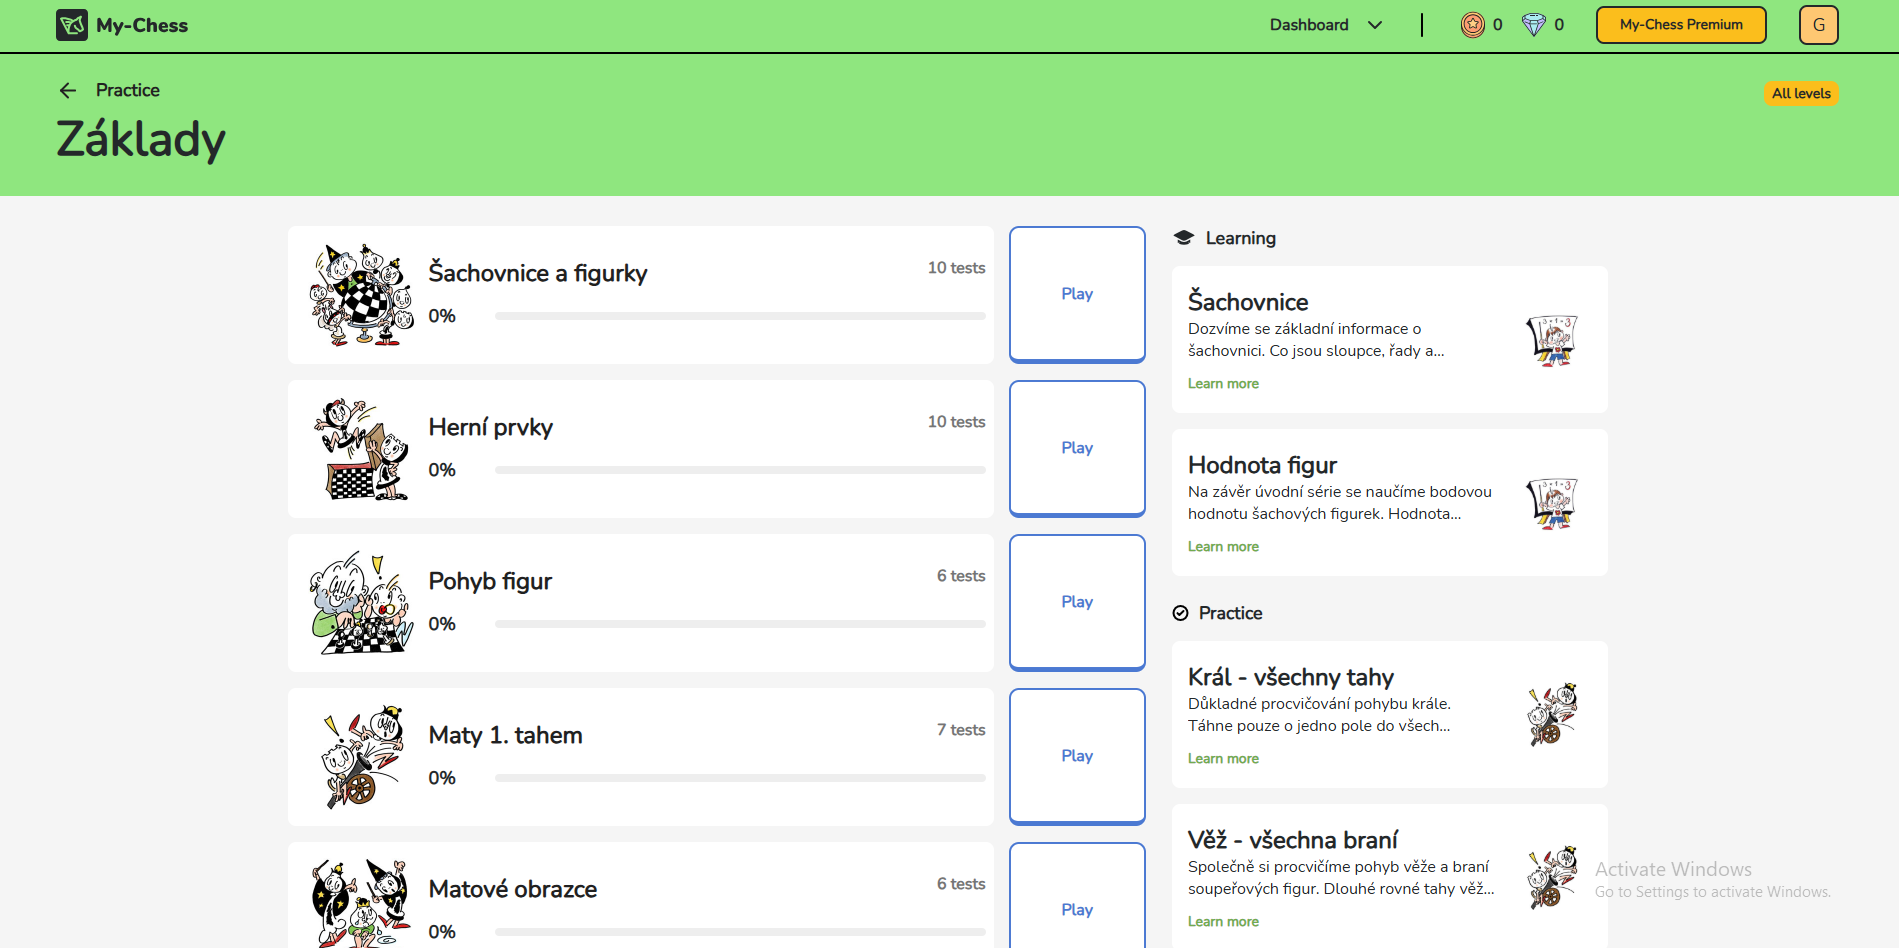 My-Chess
Dashboard
0
0
My-Chess Premium
G
Practice
All levels
Základy
Šachovnice a figurky
10 tests
0%
Play
Herní prvky
10 tests
0%
Play
Pohyb figur
6 tests
0%
Play
Maty 1. tahem
7 tests
0%
Play
Matové obrazce
6 tests
0%
Play
Learning
Šachovnice
Dozvíme se základní informace o
šachovnici. Co jsou sloupce, řady a...
Learn more
Hodnota figur
Na závěr úvodní série se naučíme bodovou
hodnotu šachových figurek. Hodnota...
Learn more
Practice
Král - všechny tahy
Důkladné procvičování pohybu krále.
Táhne pouze o jedno pole do všech...
Learn more
Věž - všechna braní
Společně si procvičíme pohyb věže a braní
soupeřových figur. Dlouhé rovné tahy věž...
Learn more
Activate Windows
Go to Settings to activate Windows.